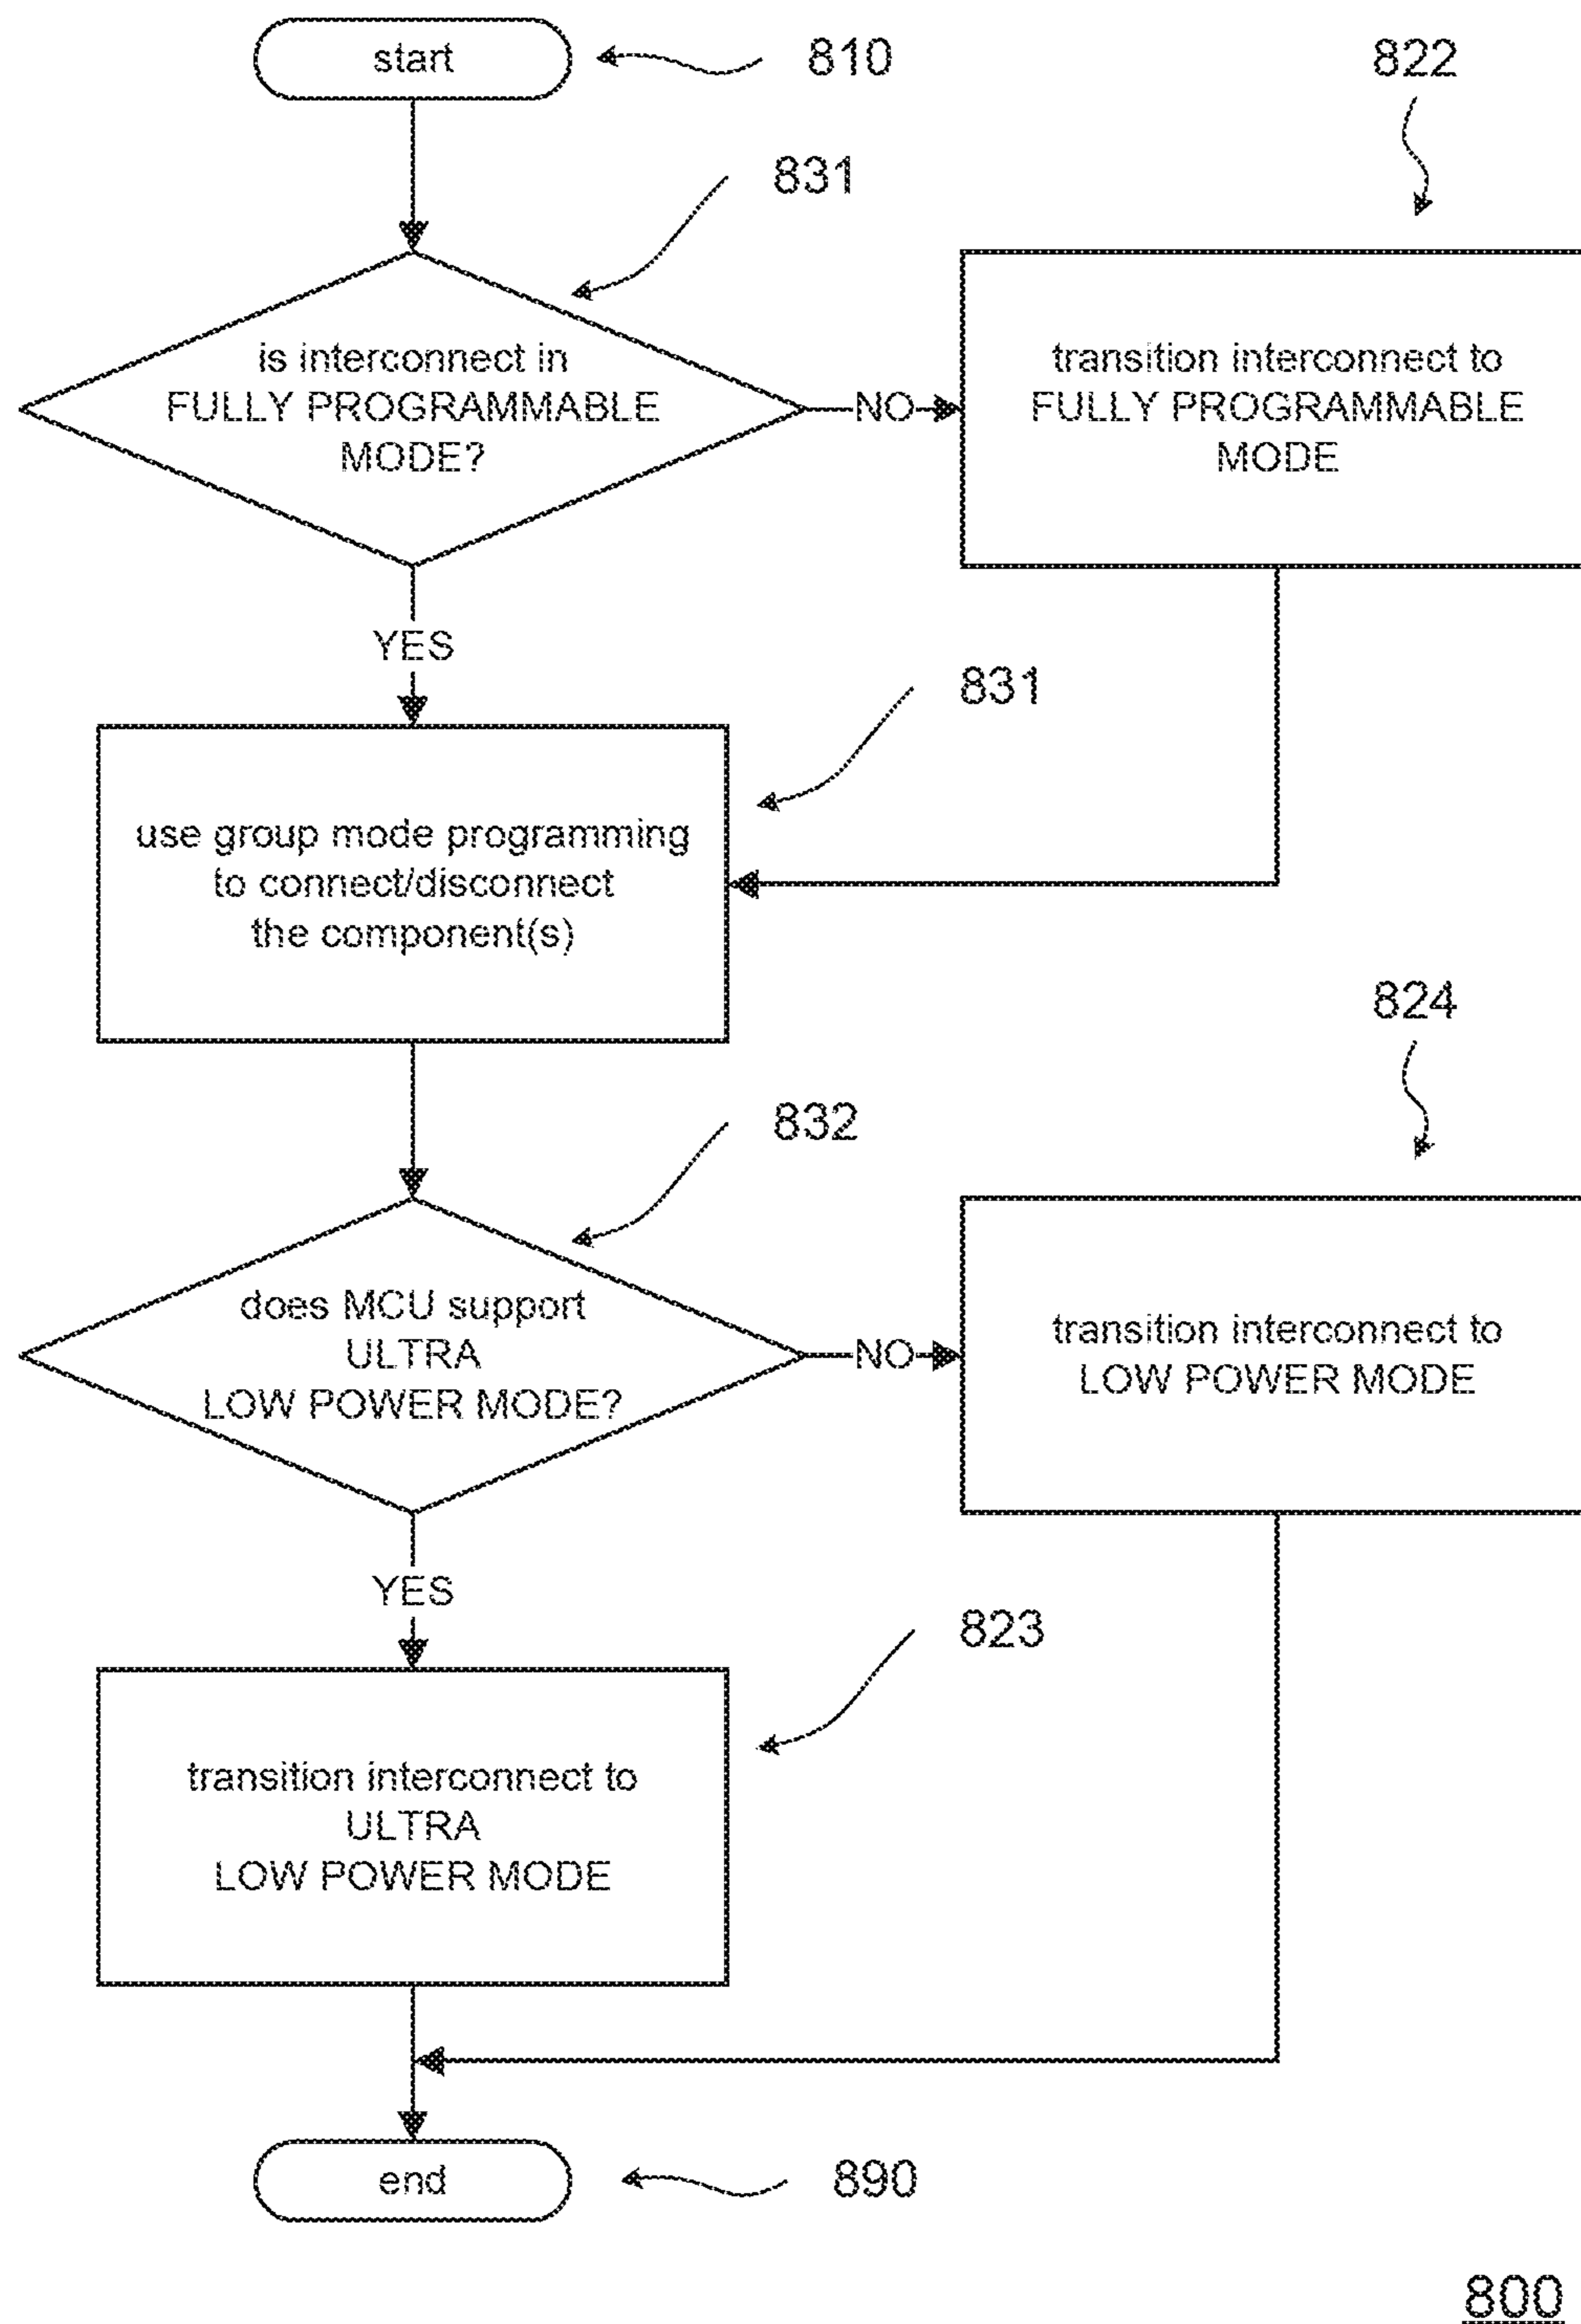 start
810
822
831
is interconnect in
FULLY PROGRAMMABLE
MODE?
NO
transition interconnect to
FULLY PROGRAMMABLE
MODE
YES
831
use group mode programming
to connect/disconnect
the component(s)
824
832
does MCU support
ULTRA
LOW POWER MODE?
NO
transition interconnect to
LOW POWER MODE
YES
823
transition interconnect to
ULTRA
LOW POWER MODE
end
890
800